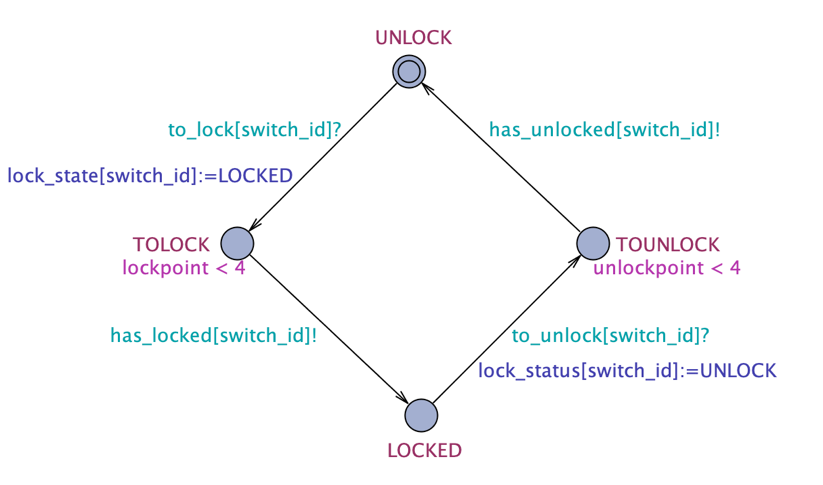 UNLOCK
to_lock[switch_id]?
has_unlocked[switch_id]!
lock_state[switch_id]:=LOCKED
TOLOCK
TOUNLOCK
lockpoint < 4
unlockpoint < 4
has_locked[switch_id]!
to_unlock[switch_id]?
lock_status[switch_id]:=UNLOCK
LOCKED